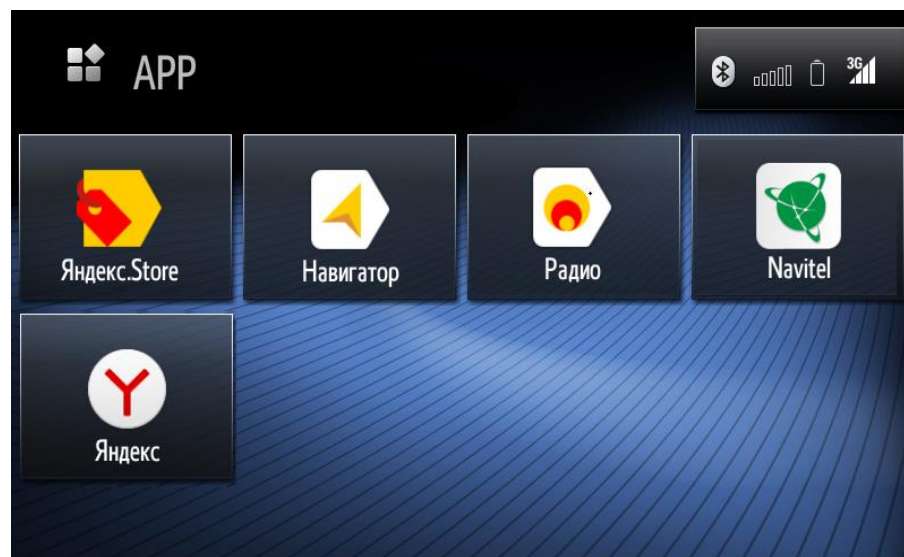 APP
3G
Яндекс.Store
Навигатор
Радио
Navitel
Яндекс